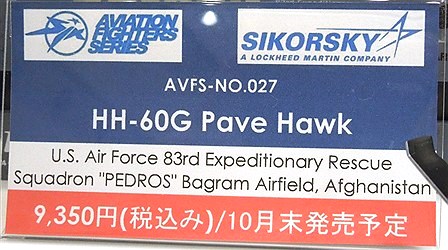 AVIATION
FIGHTERS
SERIES
SIKORSKY
A LOCKHEED MARTIN COMPANY
AVFS-NO.027
HH-60G Pave Hawk
U.S. Air Force 83rd Expeditionary Rescue
Squadron "PEDROS" Bagram Airfield, Afghanistan
9,350円(税込み)/10月末発売予定